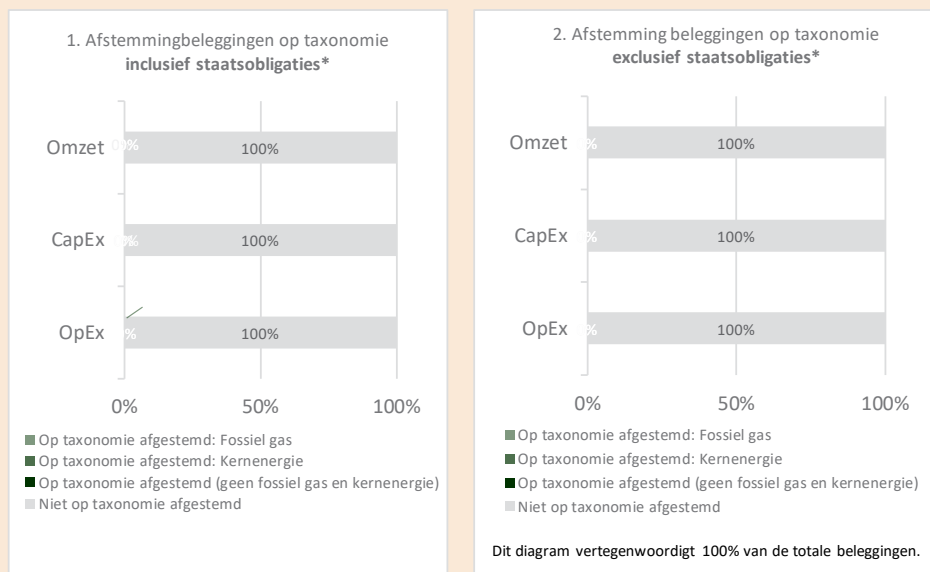 1. Afstemmingbeleggingen op taxonomie
inclusief staatsobligaties*
Omzet 100%
CapEx 100%
OpEx 100%
0% 50% 100%
Op taxonomie afgestemd: Fossiel gas
Op taxonomie afgestemd: Kernenergie
Op taxonomie afgestemd (geen fossiel gas en kernenergie)
Niet op taxonomie afgestemd
2. Afstemming beleggingen op taxonomie
exclusief staatsobligaties*
Omzet 100%
CapEx 100%
OpEx 100%
0% 50% 100%
Op taxonomie afgestemd: Fossiel gas
Op taxonomie afgestemd: Kernenergie
Op taxonomie afgestemd (geen fossiel gas en kernenergie)
Niet op taxonomie afgestemd
Dit diagram vertegenwoordigt 100% van de totale beleggingen.